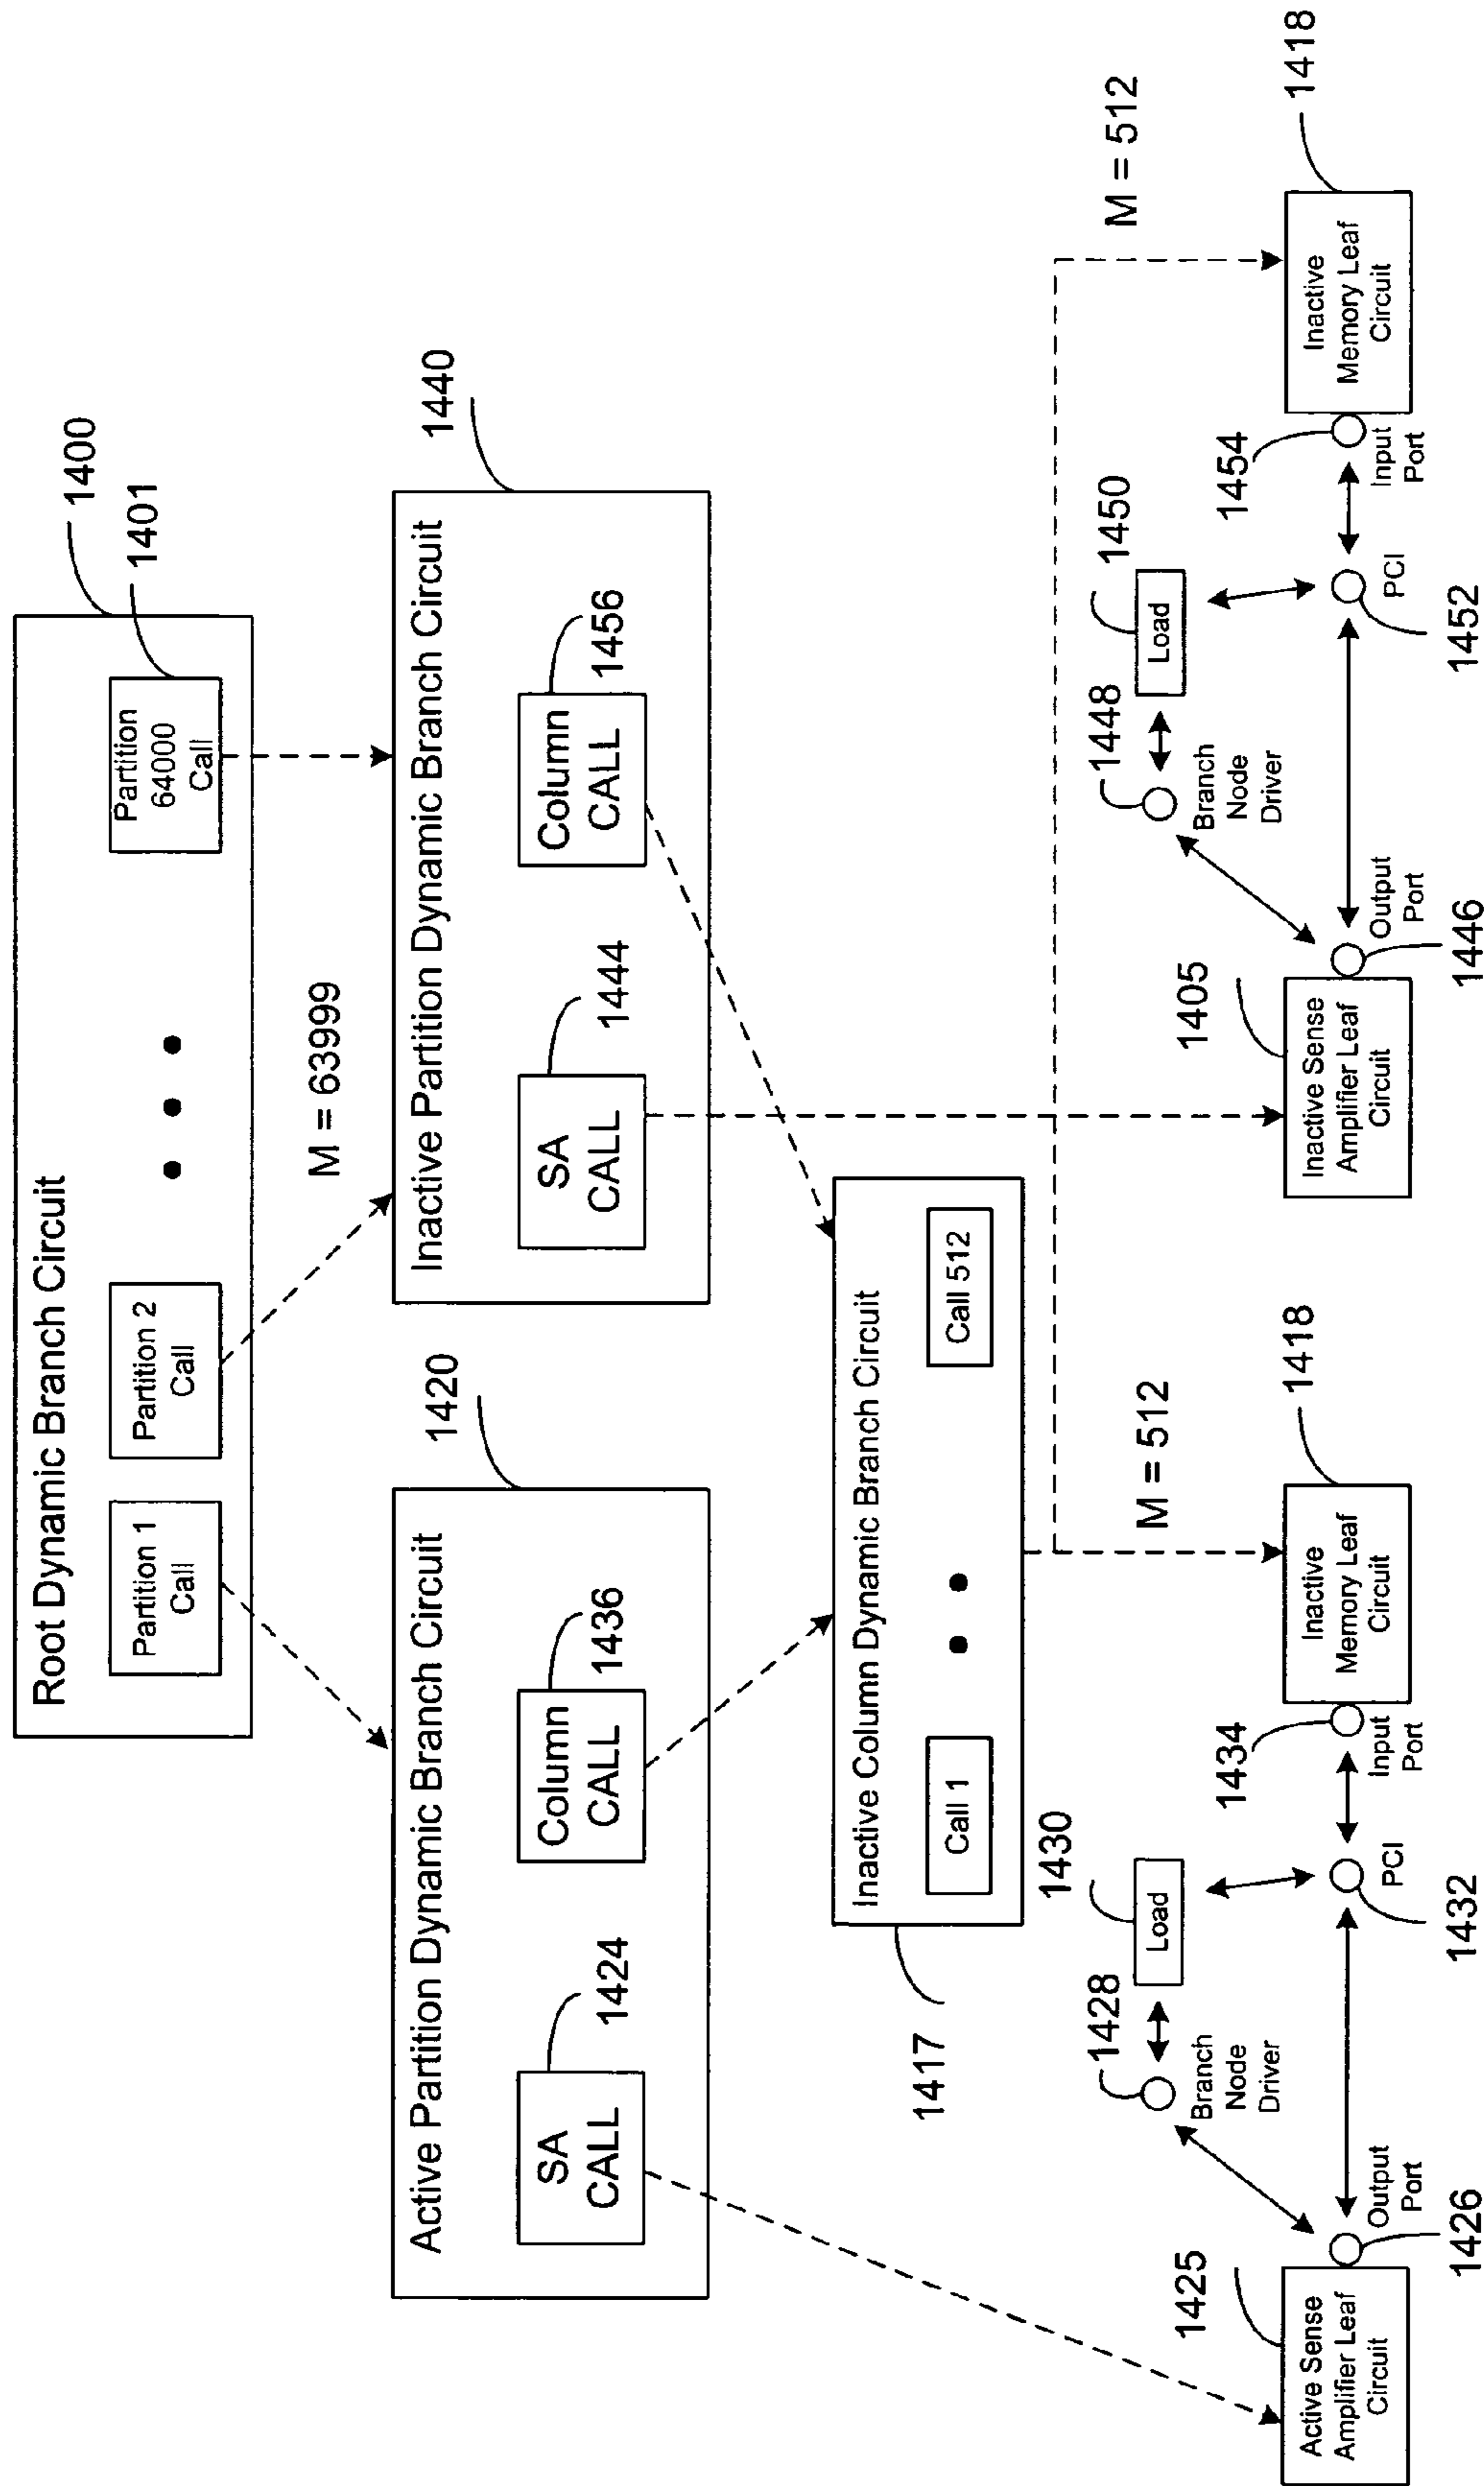 Root Dynamic Branch Circuit
1400
Partition 1
Call
Partition 2
Call
Partition
64000
Call
1401
M = 63999
1420
1440
Active Partition Dynamic Branch Circuit
SA
CALL
1424
Column
CALL
1436
Inactive Partition Dynamic Branch Circuit
SA
CALL
1444
Column
CALL
1456
Inactive Column Dynamic Branch Circuit
Call 1
Call 512
1417
M = 512
M = 512
1425
Active Sense
Amplifier Leaf
Circuit
Output
Port
1426
1428
Branch
Node
Driver
1430
Load
PCI
1432
1434
Input
Port
Inactive
Memory Leaf
Circuit
1418
1405
Inactive Sense
Amplifier Leaf
Circuit
Output
Port
1446
1448
Branch
Node
Driver
1450
Load
PCI
1452
1454
Input
Port
Inactive
Memory Leaf
Circuit
1418